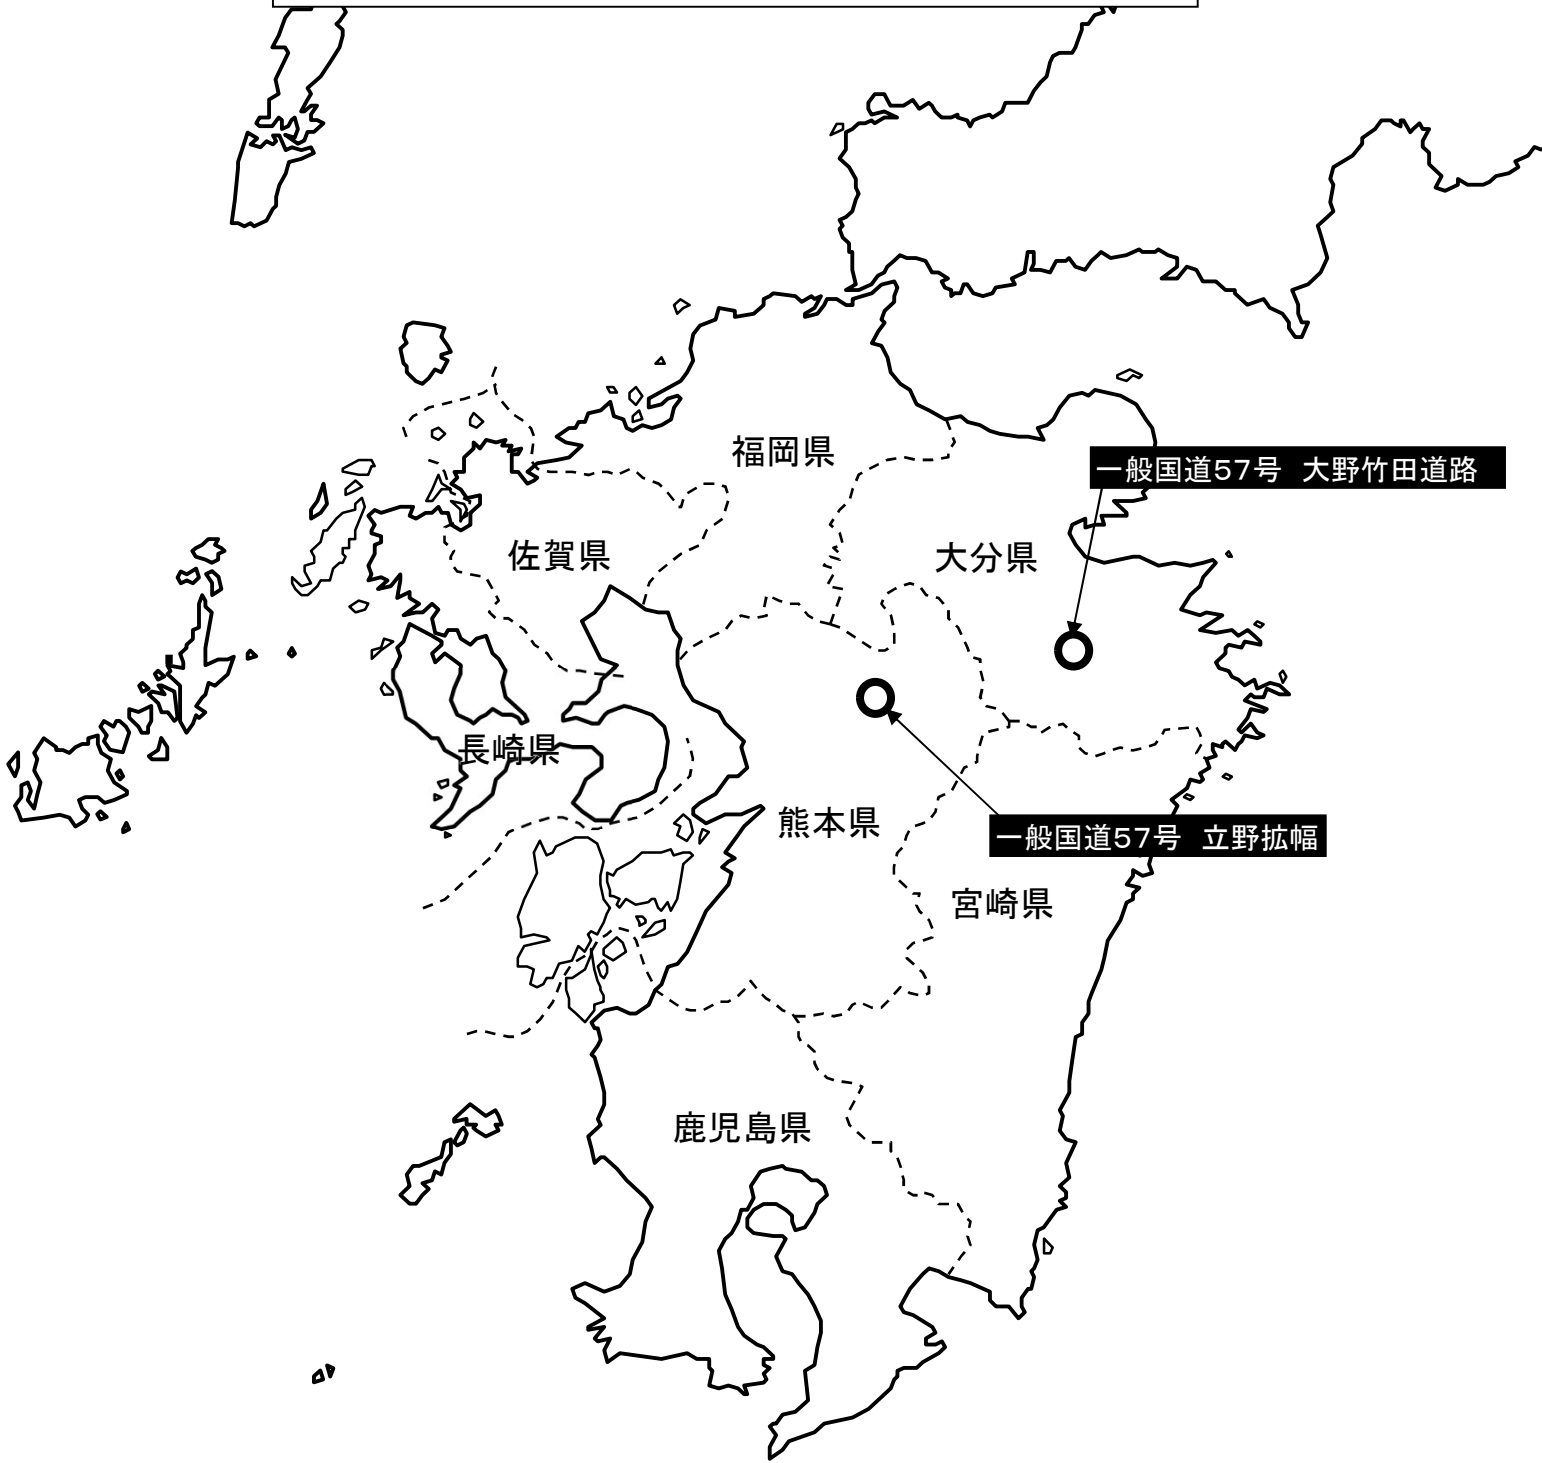 福岡県
一般国道57号　大野竹田道路
佐賀県
大分県
長崎県
熊本県
一般国道57号　立野拡幅
宮崎県
鹿児島県